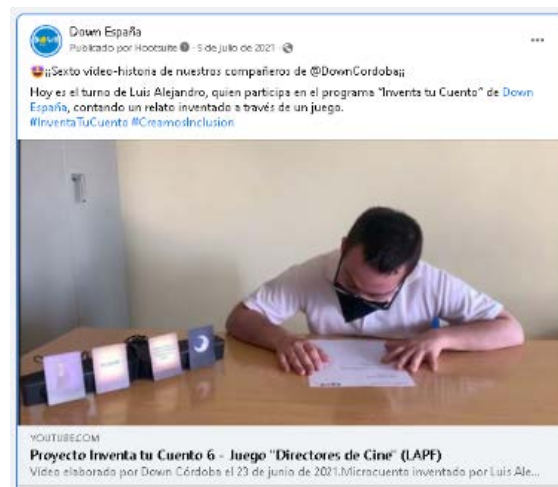 Down España
Publicado por Hootsuite · 5 de julio de 2021 ·
¡¡Sexto video-historia de nuestros compañeros de @DownCordoba¡¡
Hoy es el turno de Luis Alejandro, quien participa en el programa "Inventa tu Cuento" de Down
España, contando un relato inventado a través de un juego.
#InventaTuCuento #CreamosInclusion
YOUTUBE.COM
Proyecto Inventa tu Cuento 6 - Juego "Directores de Cine" (LAPF)
Vídeo elaborado por Down Córdoba el 23 de junio de 2021.Microcuento inventado por Luis Ale...